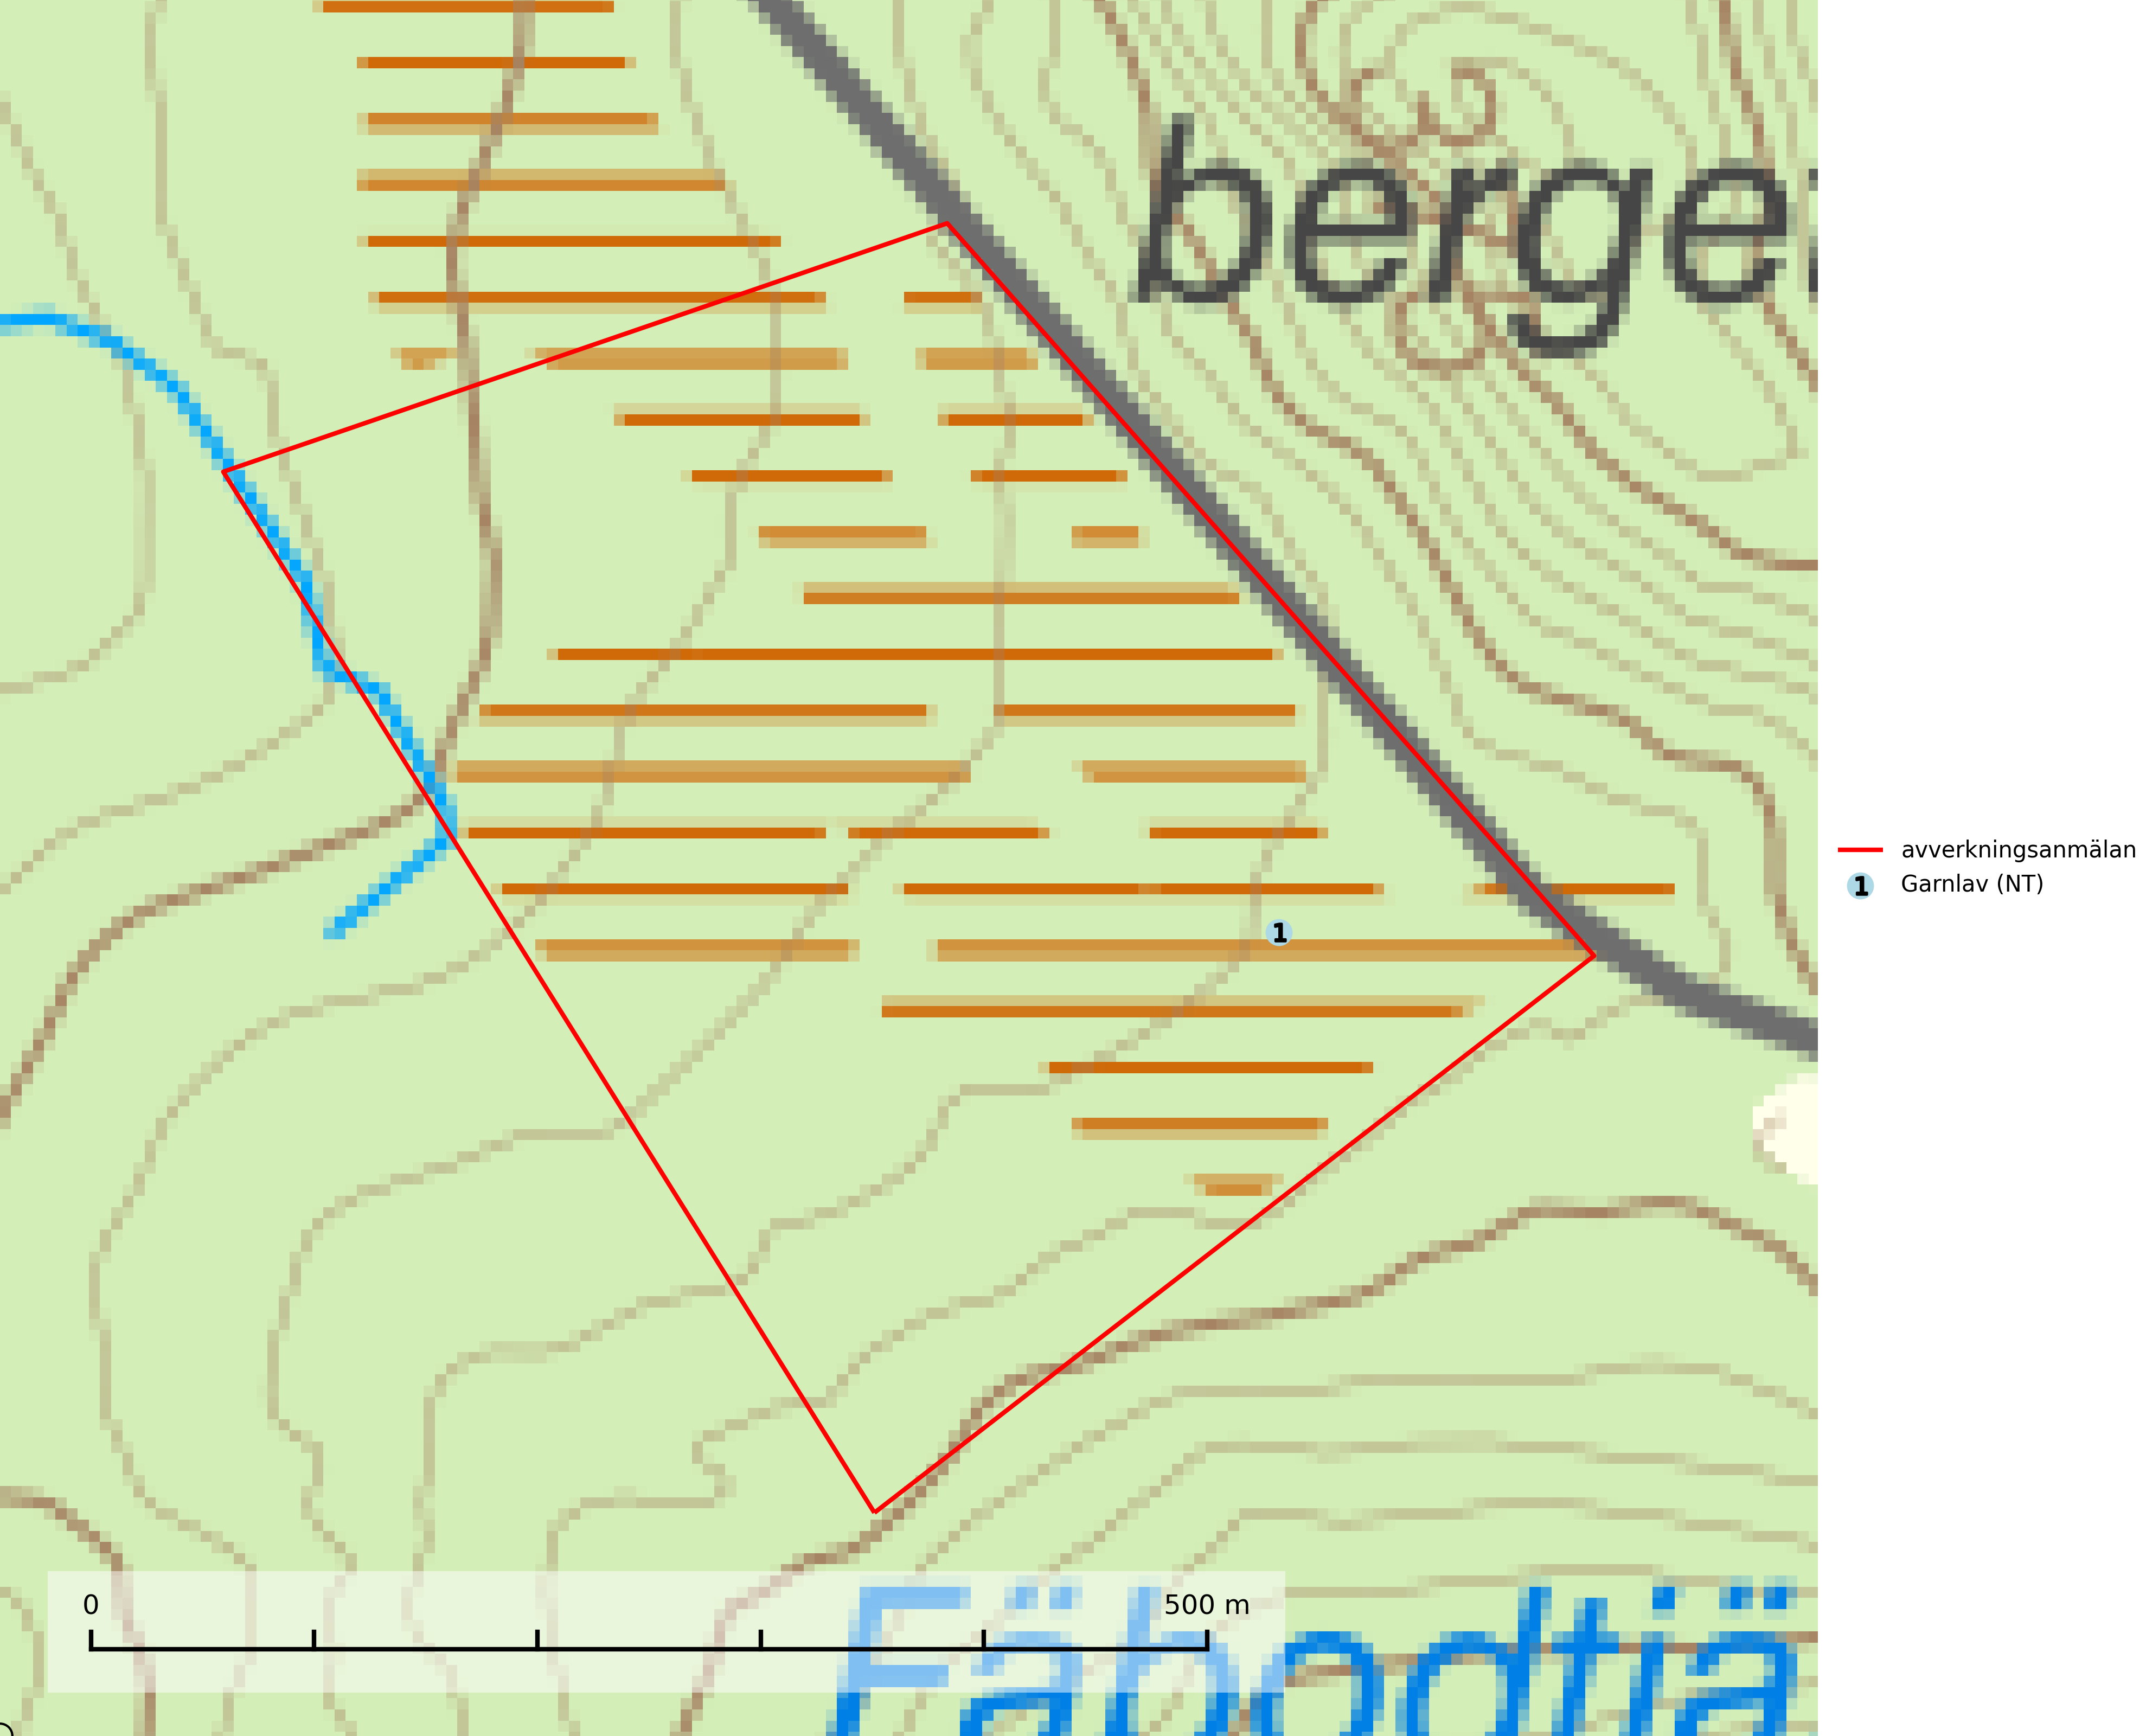 berge
avverkningsanmälan
1 Garnlav (NT)
1
0 500 m